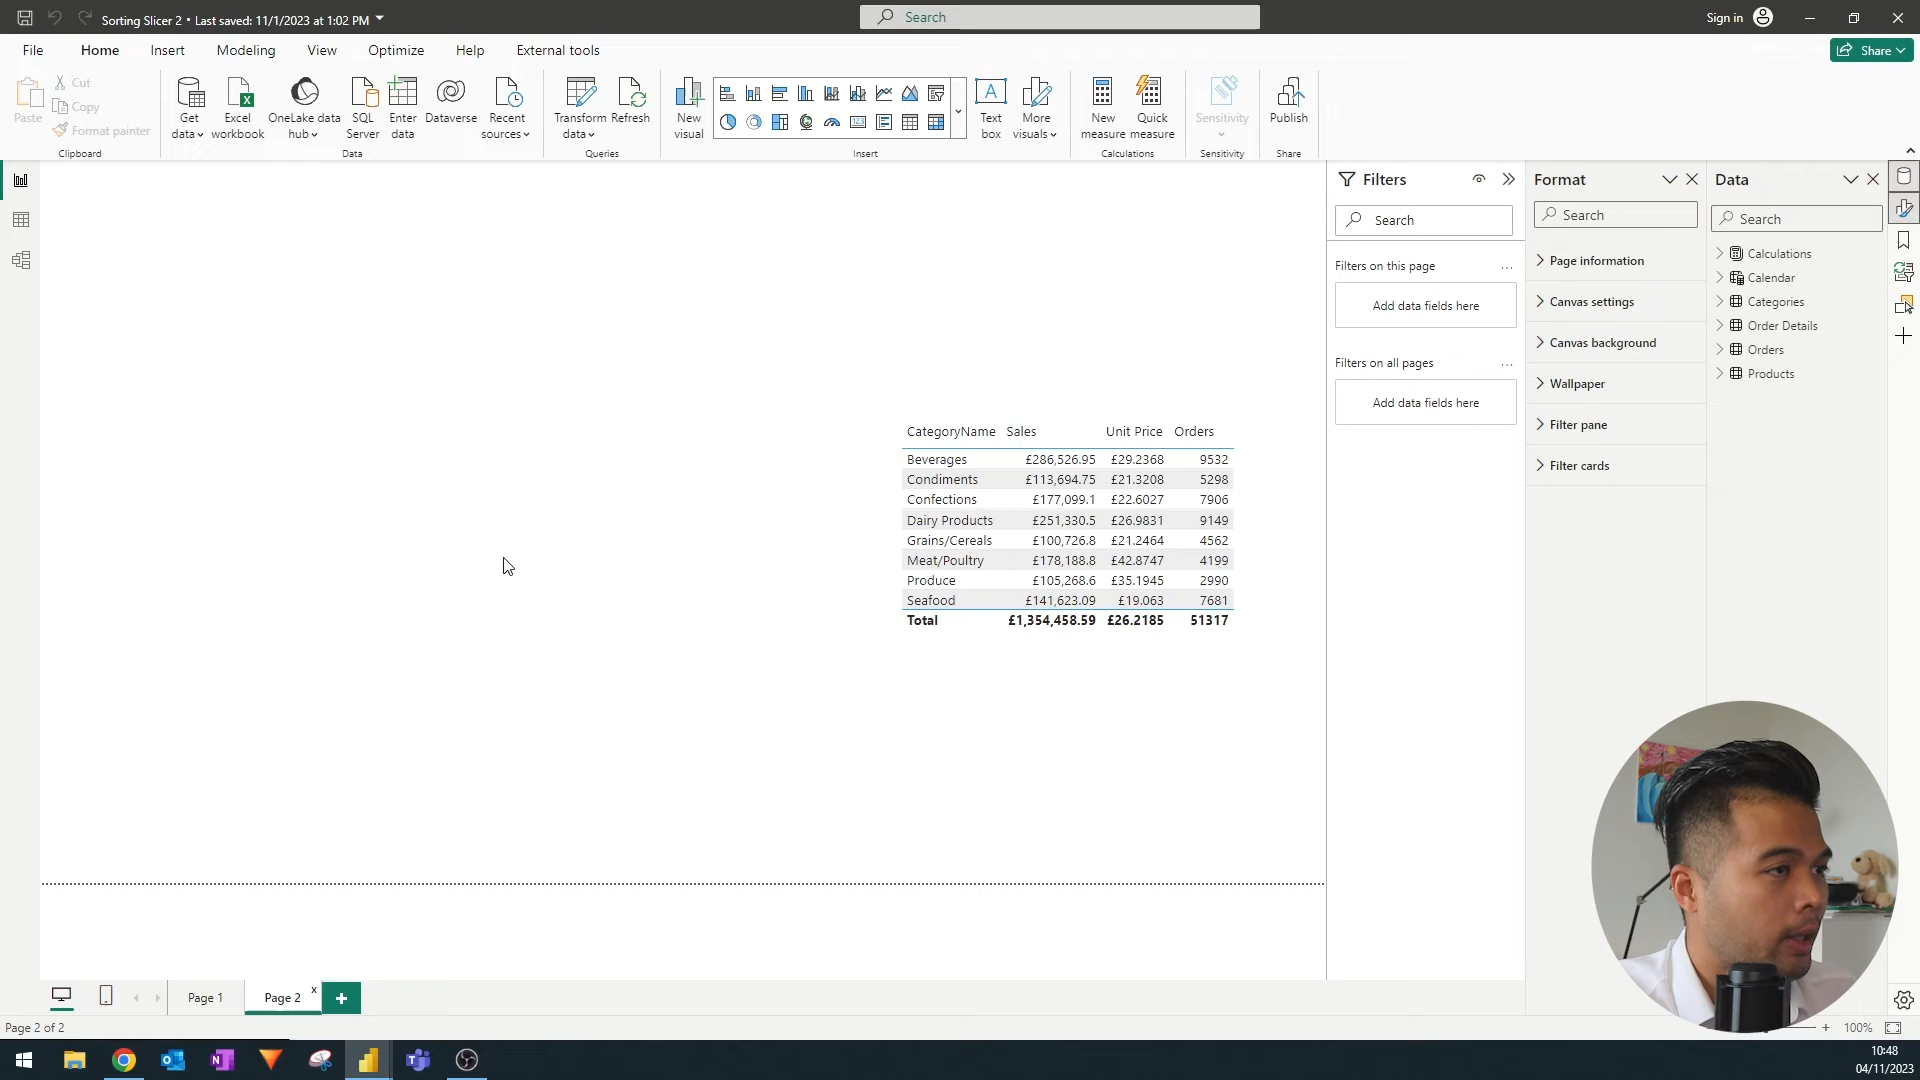 Sorting Slicer 2 • Last saved: 11/1/2023 at 1:02 PM
Search
Sign in
File
Home
Insert
Modeling
View
Optimize
Help
External tools
Share
Paste
Cut
Copy
Format painter
Clipboard
Get data
Excel workbook
OneLake data hub
SQL Server
Enter data
Dataverse
Recent sources
Data
Transform data
Refresh
Queries
New visual
123
A
Text box
More visuals
Insert
New measure
Quick measure
Calculations
Sensitivity
Sensitivity
Publish
Share
Filters
Search
Filters on this page
...
Add data fields here
Filters on all pages
...
Add data fields here
Format
Search
Page information
Canvas settings
Canvas background
Wallpaper
Filter pane
Filter cards
Data
Search
Calculations
Calendar
Categories
Order Details
Orders
Products
CategoryName Sales Unit Price Orders
Beverages £286,526.95 £29.2368 9532
Condiments £113,694.75 £21.3208 5298
Confections £177,099.1 £22.6027 7906
Dairy Products £251,330.5 £26.9831 9149
Grains/Cereals £100,726.8 £21.2464 4562
Meat/Poultry £178,188.8 £42.8747 4199
Produce £105,268.6 £35.1945 2990
Seafood £141,623.09 £19.063 7681
Total £1,354,458.59 £26.2185 51317
Page 1
Page 2
x
+
Page 2 of 2
+ 100%
10:48
04/11/2023